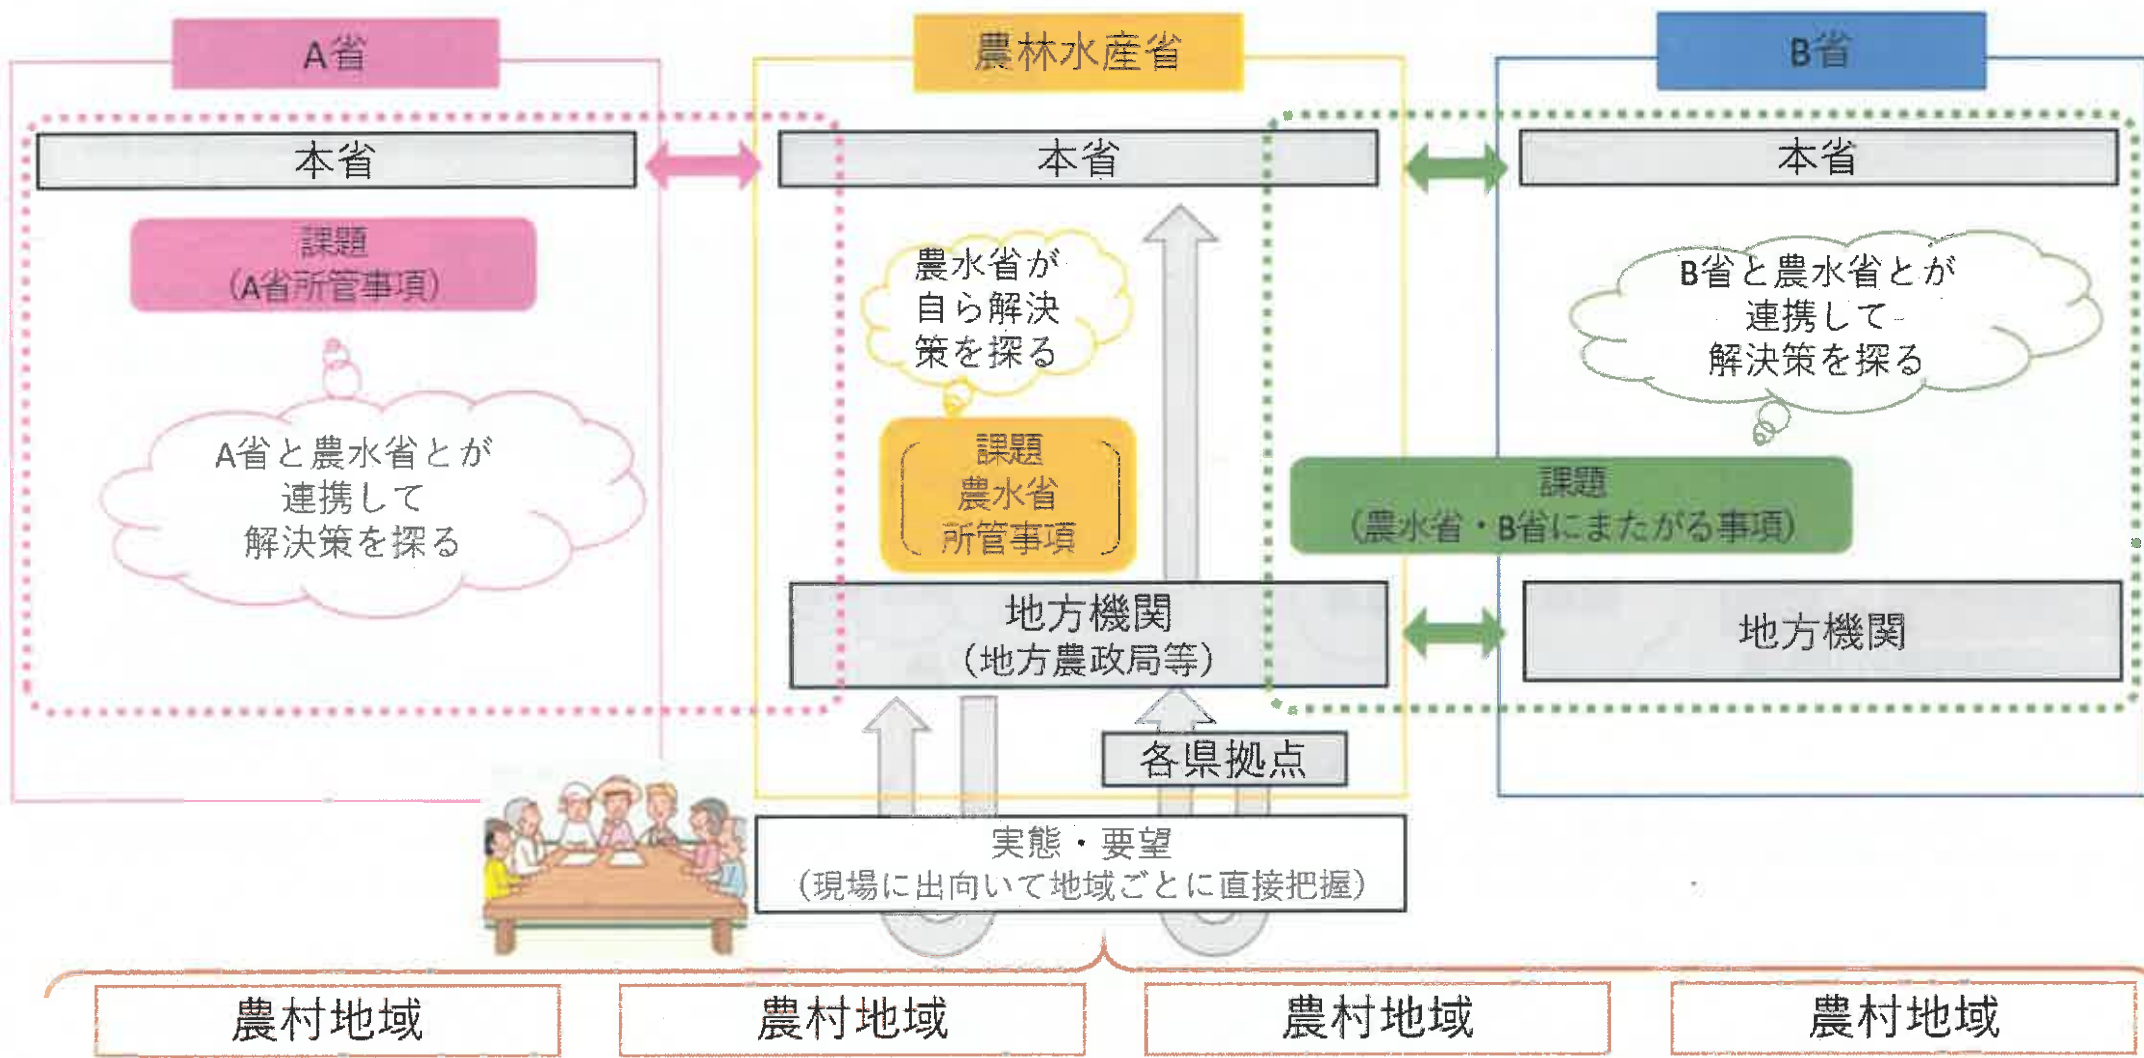 A省
本省
課題
（A省所管事項）
A省と農水省とが
連携して
解決策を探る
農林水産省
本省
農水省が
自ら解決
策を探る
課題
農水省
所管事項
地方機関
（地方農政局等）
各県拠点
実態・要望
（現場に出向いて地域ごとに直接把握）
B省
本省
B省と農水省とが
連携して
解決策を探る
課題
（農水省・B省にまたがる事項）
地方機関
農村地域
農村地域
農村地域
農村地域